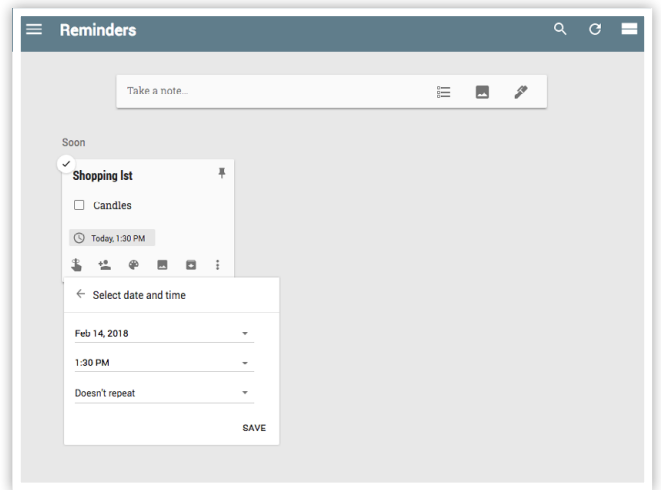 Reminders
Take a note...
Soon
Shopping lst
Candles
Today, 1:30 PM
Select date and time
Feb 14, 2018
1:30 PM
Doesn't repeat
SAVE